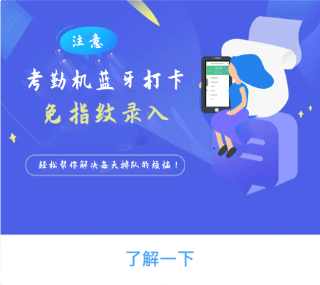 注意
考勤机蓝牙打卡
免指纹录入
轻松帮你解决每天排队的烦恼！
了解一下